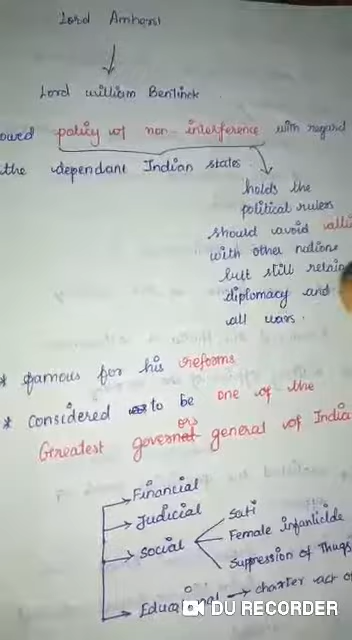 Lord Amherst
Lord william Bentinck
owed policy of non-interference with regard
the dependant Indian states
holds the
political rulers
should avoid
with other nations
but still retain
diplomacy and
all wars.
* famous for his reforms
* Considered to be one of the
Greatest governor general of India
Financial
Judicial
social
Sati
Female infanticide
Supression of Thugs
Educational → charter act of
DU RECORDER